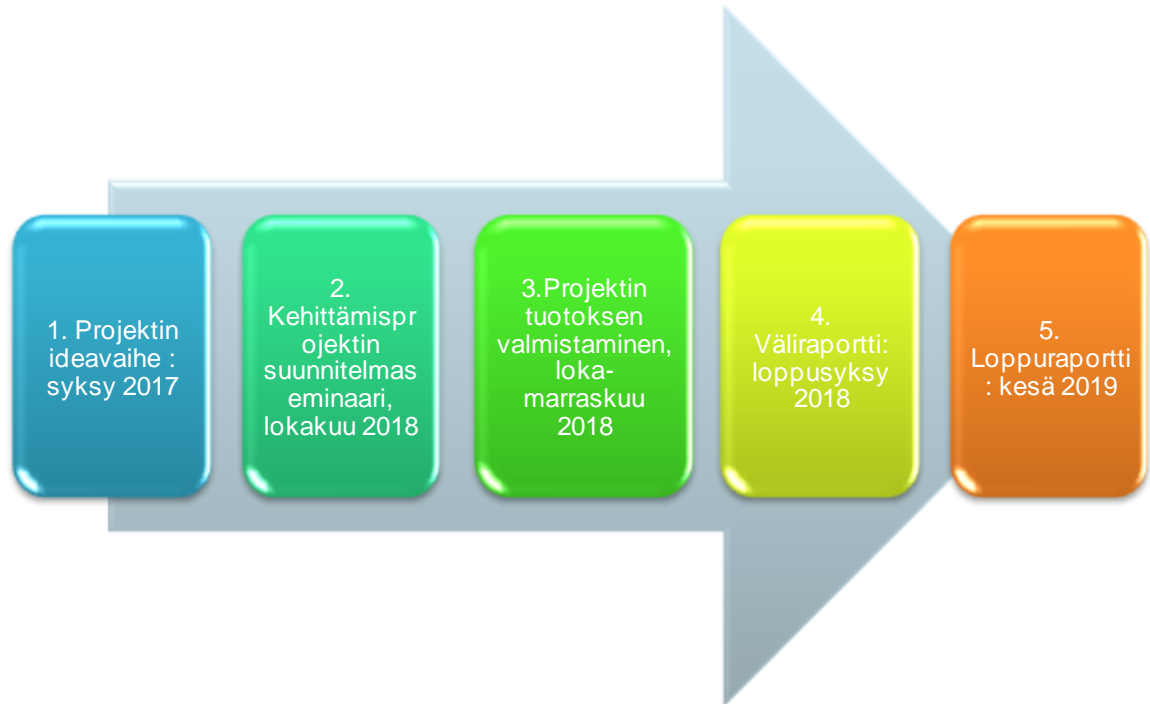 1. Projektin
ideavaihe :
syksy 2017
2.
Kehittämispr
ojektin
suunnitelmas
eminaari,
lokakuu 2018
3.Projektin
tuotoksen
valmistaminen,
loka-
marraskuu
2018
4.
Väliraportti:
loppusyksy
2018
5.
Loppuraportti
: kesä 2019